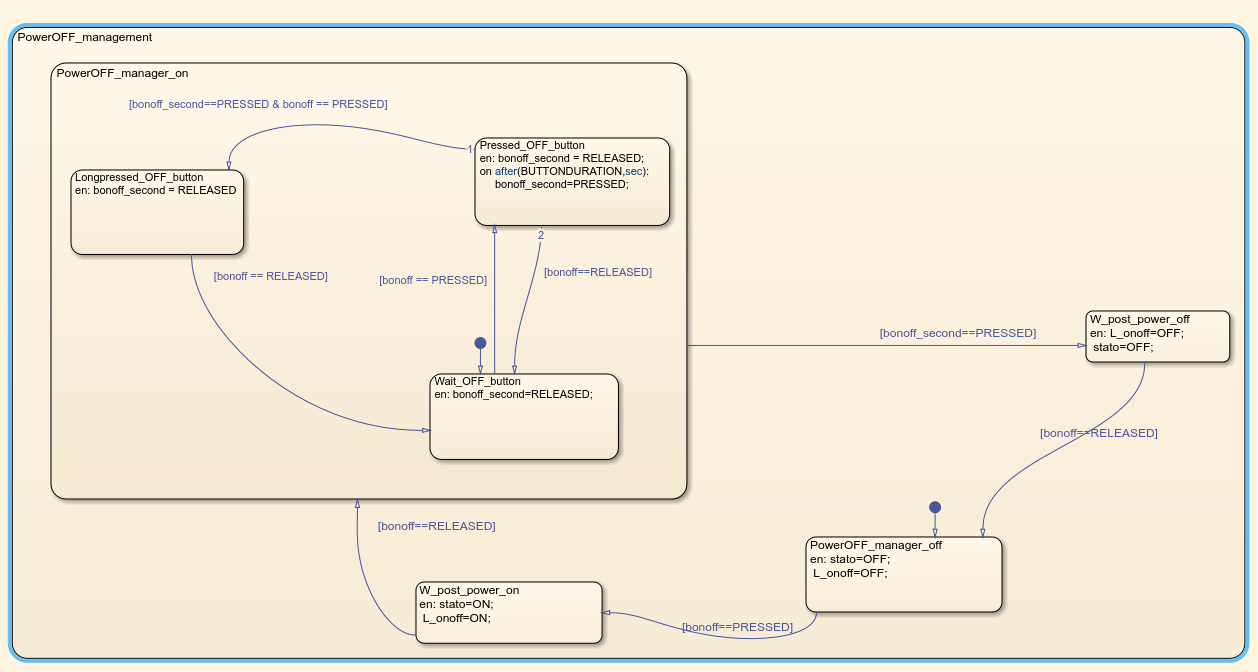 PowerOFF_management
PowerOFF_manager_on
[bonoff_second==PRESSED & bonoff == PRESSED]
1
Pressed_OFF_button
en: bonoff_second = RELEASED;
on after(BUTTONDURATION,sec):
bonoff_second=PRESSED;
Longpressed_OFF_button
en: bonoff_second = RELEASED
2
[bonoff == RELEASED]
[bonoff == PRESSED]
[bonoff==RELEASED]
Wait_OFF_button
en: bonoff_second=RELEASED;
[bonoff_second==PRESSED]
W_post_power_off
en: L_onoff=OFF;
stato=OFF;
[bonoff==RELEASED]
[bonoff==RELEASED]
PowerOFF_manager_off
en: stato=OFF;
L_onoff=OFF;
W_post_power_on
en: stato=ON;
L_onoff=ON;
[bonoff==PRESSED]